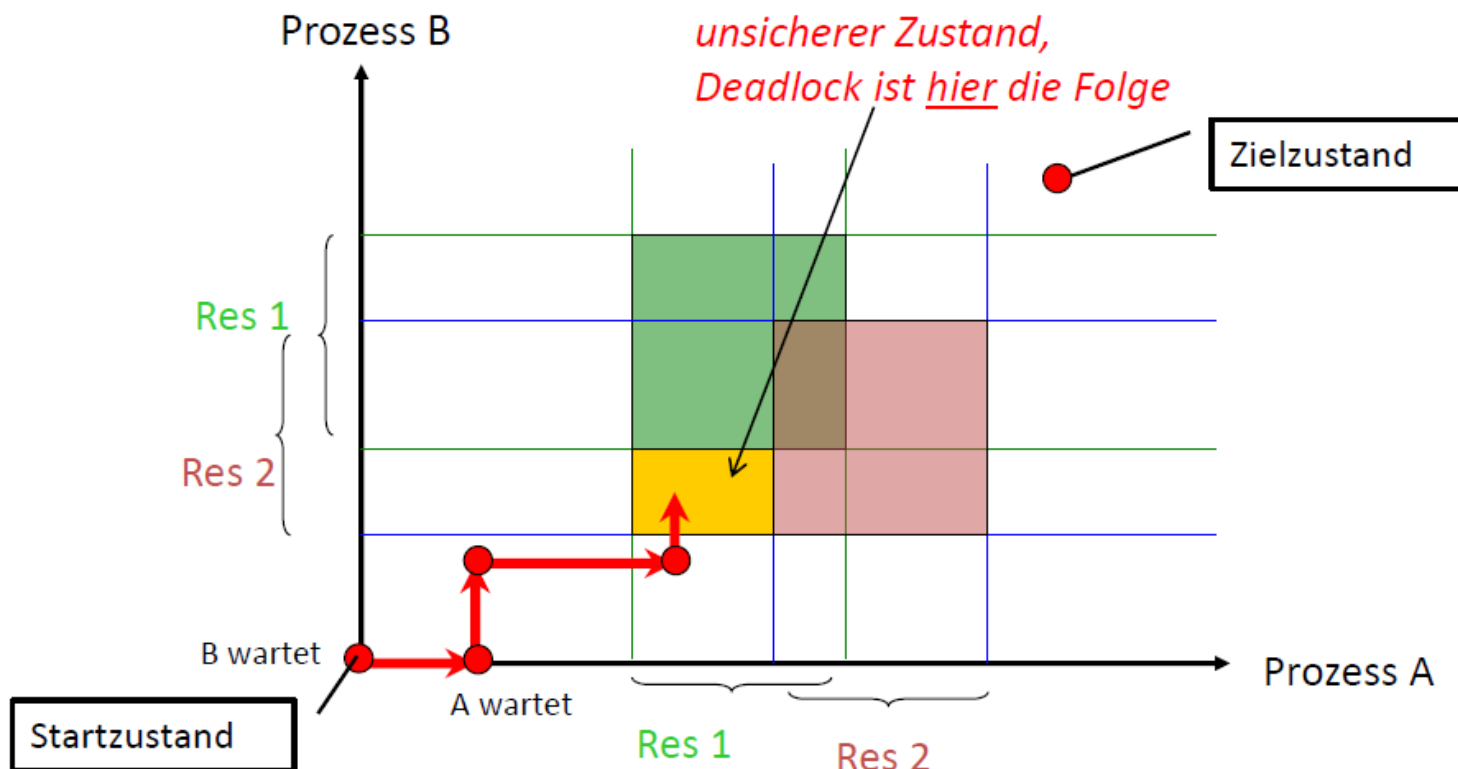 Prozess B
unsicherer Zustand,
Deadlock ist hier die Folge
Zielzustand
Res 1
Res 2
B wartet
A wartet
Prozess A
Startzustand
Res 1
Res 2